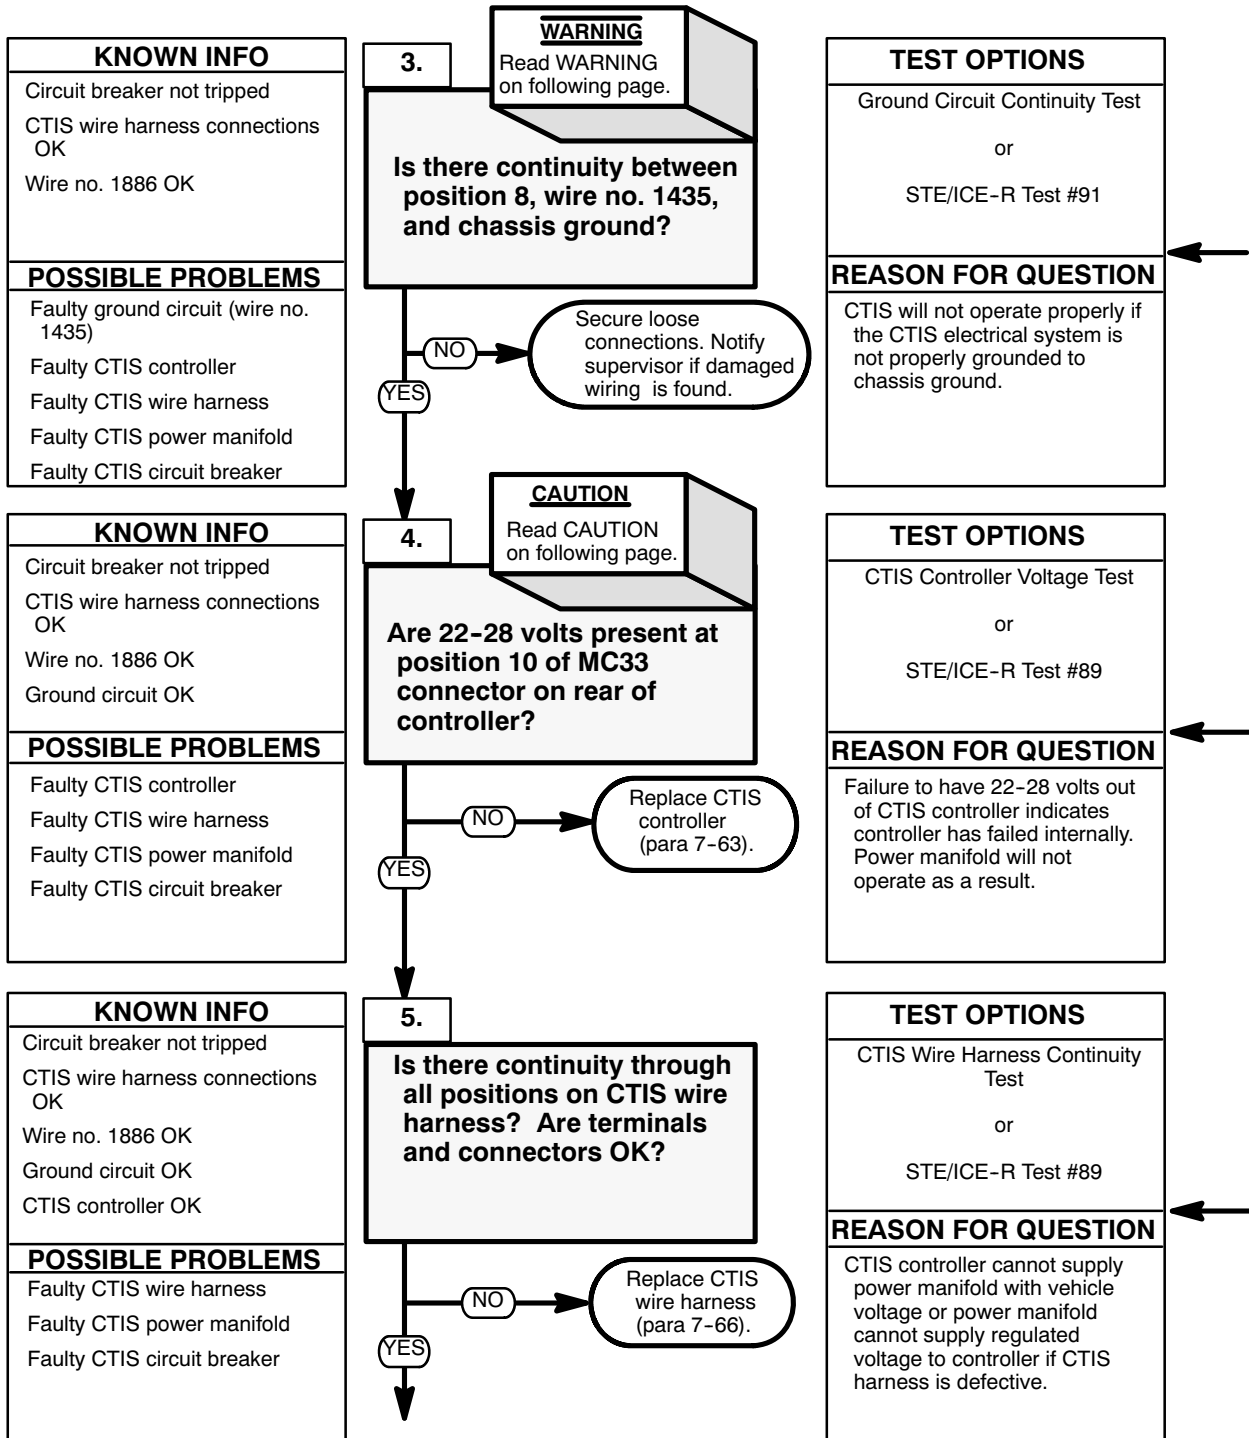 KNOWN INFO
Circuit breaker not tripped
CTIS wire harness connections
OK
Wire no. 1886 OK
POSSIBLE PROBLEMS
Faulty ground circuit (wire no.
1435)
Faulty CTIS controller
Faulty CTIS wire harness
Faulty CTIS power manifold
Faulty CTIS circuit breaker
3.
WARNING
Read WARNING
on following page.
Is there continuity between
position 8, wire no. 1435,
and chassis ground?
NO
Secure loose
connections. Notify
supervisor if damaged
wiring is found.
YES
TEST OPTIONS
Ground Circuit Continuity Test
or
STE/ICE-R Test #91
REASON FOR QUESTION
CTIS will not operate properly if
the CTIS electrical system is
not properly grounded to
chassis ground.
KNOWN INFO
Circuit breaker not tripped
CTIS wire harness connections
OK
Wire no. 1886 OK
Ground circuit OK
POSSIBLE PROBLEMS
Faulty CTIS controller
Faulty CTIS wire harness
Faulty CTIS power manifold
Faulty CTIS circuit breaker
4.
CAUTION
Read CAUTION
on following page.
Are 22-28 volts present at
position 10 of MC33
connector on rear of
controller?
NO
Replace CTIS
controller
(para 7-63).
YES
TEST OPTIONS
CTIS Controller Voltage Test
or
STE/ICE-R Test #89
REASON FOR QUESTION
Failure to have 22-28 volts out
of CTIS controller indicates
controller has failed internally.
Power manifold will not
operate as a result.
KNOWN INFO
Circuit breaker not tripped
CTIS wire harness connections
OK
Wire no. 1886 OK
Ground circuit OK
CTIS controller OK
POSSIBLE PROBLEMS
Faulty CTIS wire harness
Faulty CTIS power manifold
Faulty CTIS circuit breaker
5.
Is there continuity through
all positions on CTIS wire
harness? Are terminals
and connectors OK?
NO
Replace CTIS
wire harness
(para 7-66).
YES
TEST OPTIONS
CTIS Wire Harness Continuity
Test
or
STE/ICE-R Test #89
REASON FOR QUESTION
CTIS controller cannot supply
power manifold with vehicle
voltage or power manifold
cannot supply regulated
voltage to controller if CTIS
harness is defective.